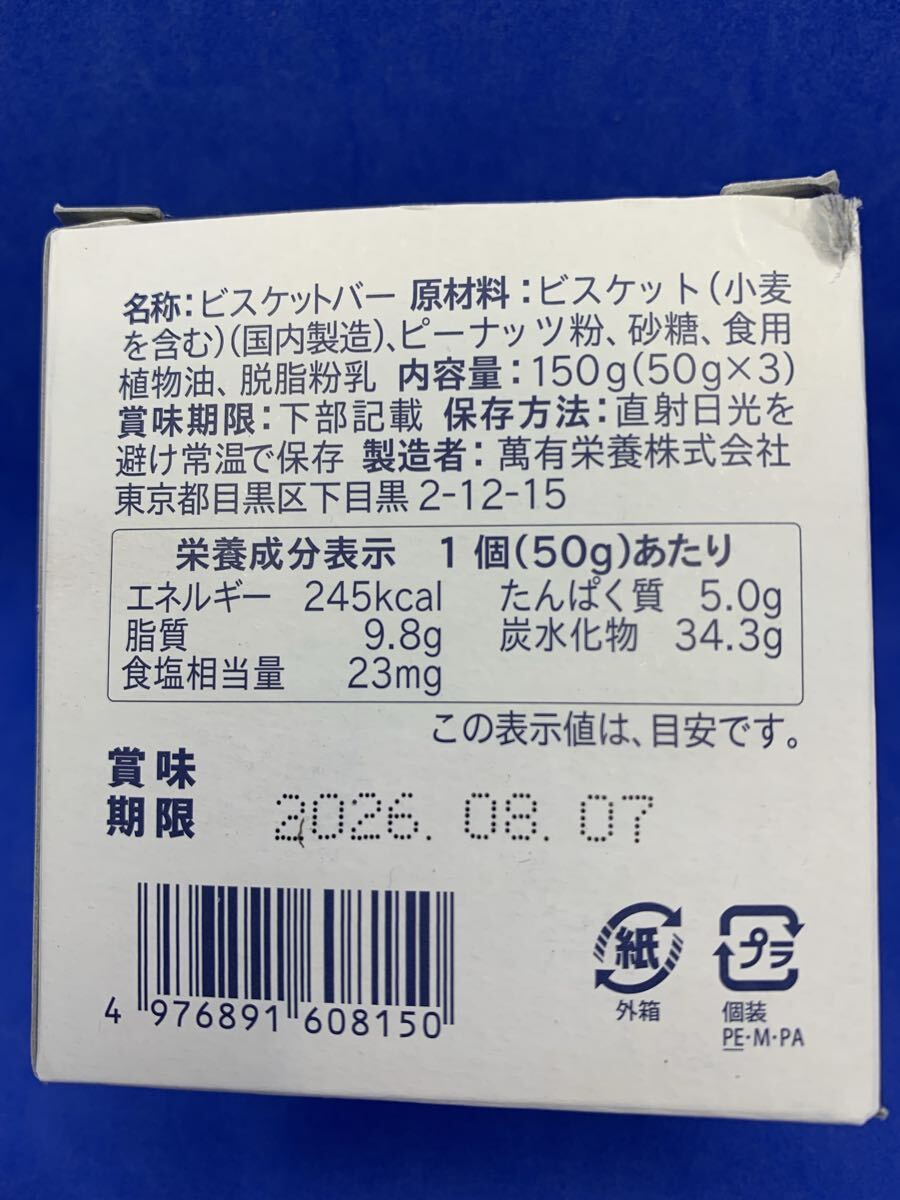 名称：ビスケットバー 原材料：ビスケット（小麦
を含む）（国内製造）、ピーナッツ粉、砂糖、食用
植物油、脱脂粉乳 内容量：150g(50g×3)
賞味期限：下部記載 保存方法：直射日光を
避け常温で保存 製造者：萬有栄養株式会社
東京都目黒区下目黒2-12-15
栄養成分表示 1個(50g)あたり
エネルギー 245kcal たんぱく質 5.0g
脂質 9.8g 炭水化物 34.3g
食塩相当量 23mg
この表示値は、目安です。
賞味
期限 2026.08.07
4 976891 608150
紙 プラ
外箱 個装
PE・M・PA